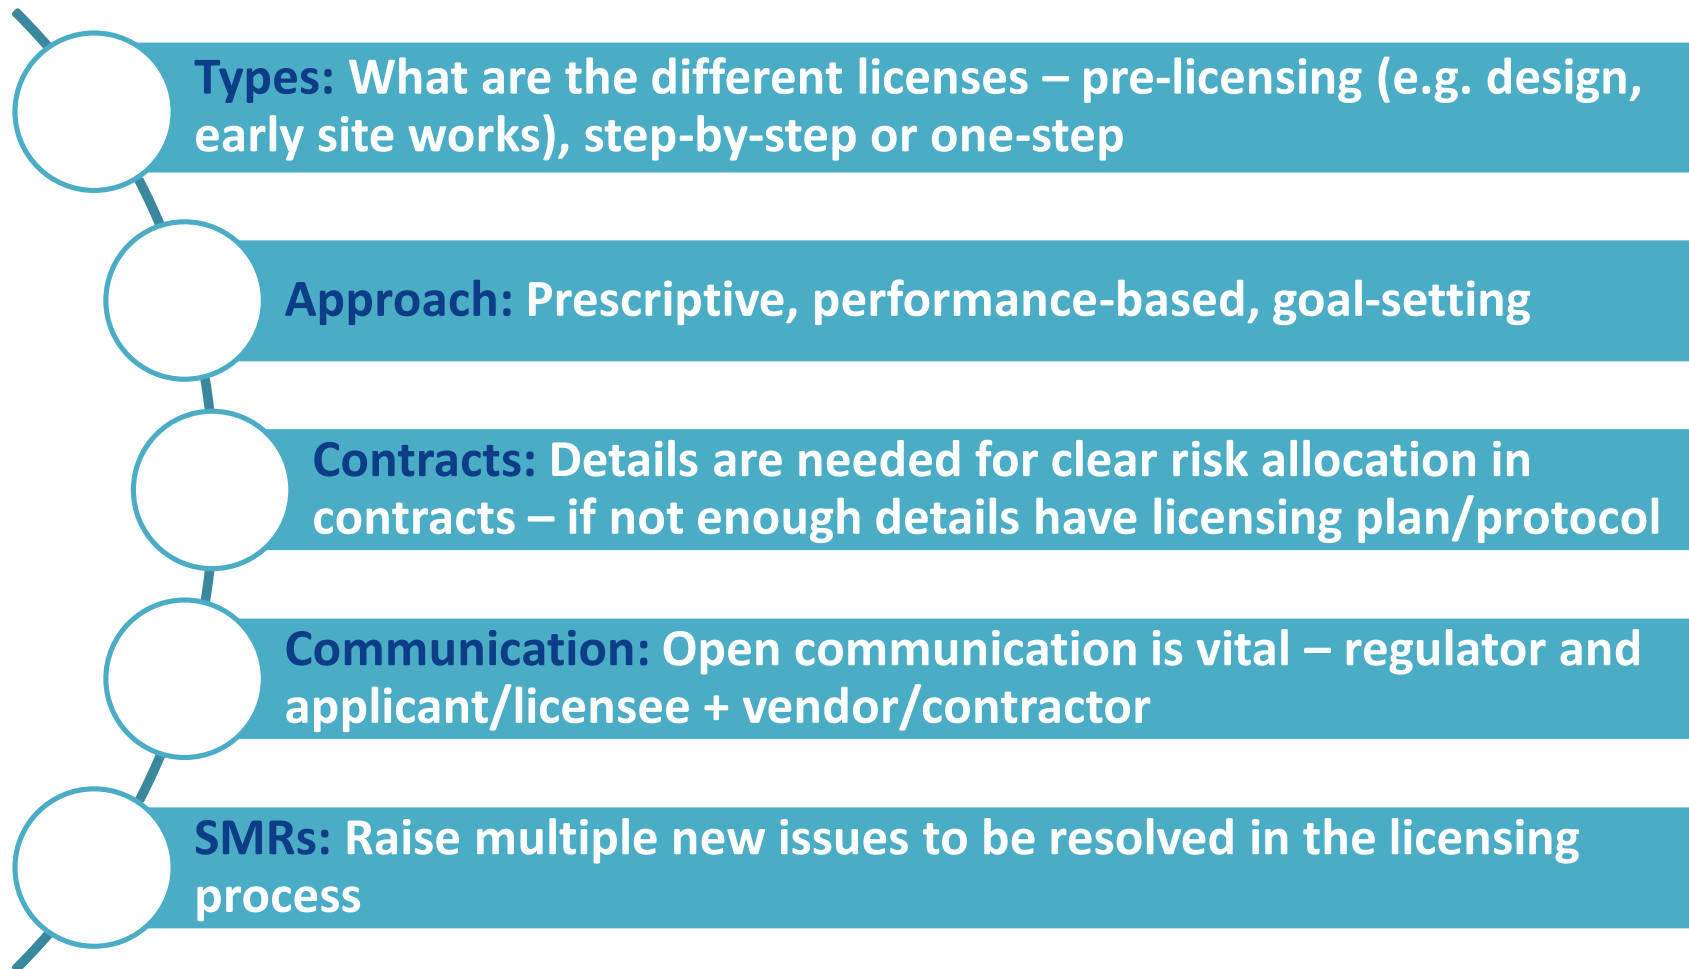 Types: What are the different licenses – pre-licensing (e.g. design,
early site works), step-by-step or one-step
Approach: Prescriptive, performance-based, goal-setting
Contracts: Details are needed for clear risk allocation in
contracts – if not enough details have licensing plan/protocol
Communication: Open communication is vital – regulator and
applicant/licensee + vendor/contractor
SMRs: Raise multiple new issues to be resolved in the licensing
process